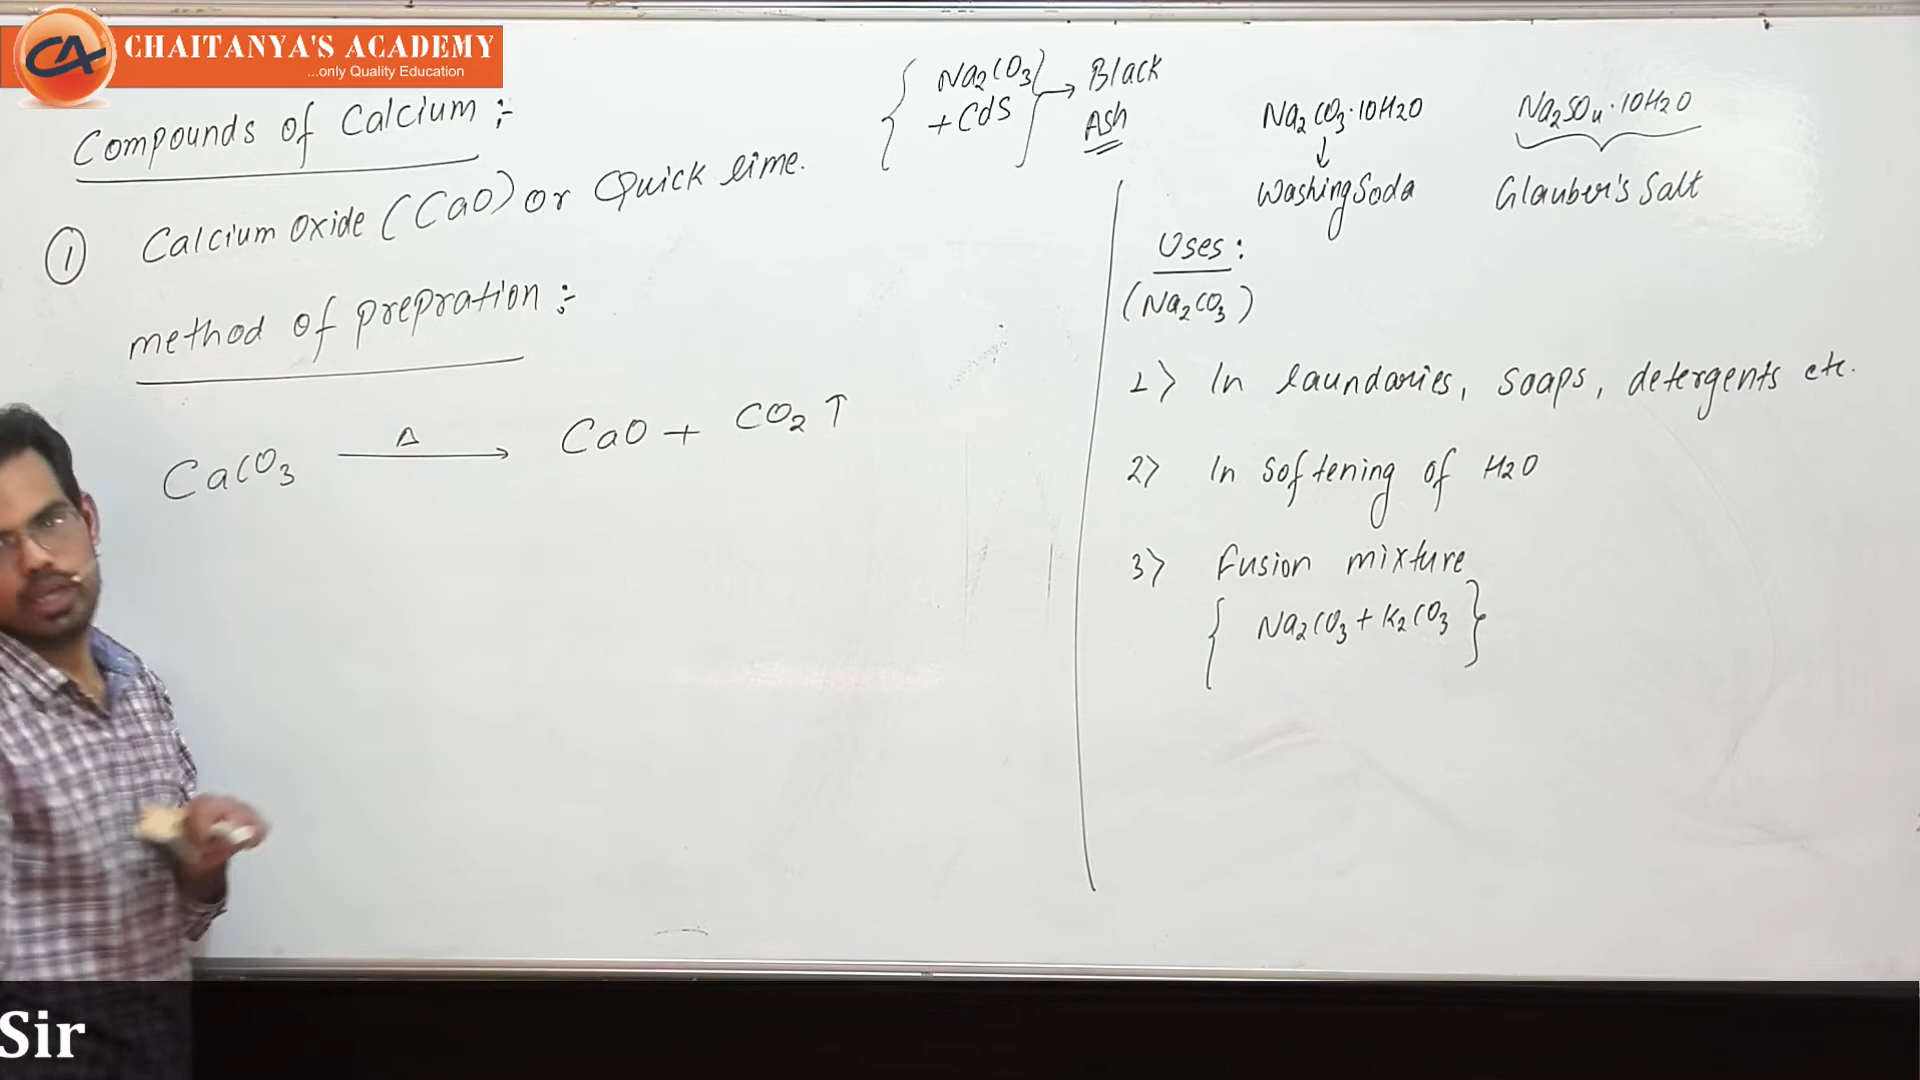 CHAITANYA'S ACADEMY
...only Quality Education
Compounds of Calcium :-
① Calcium Oxide (CaO) or Quick lime.
method of prepration :-
CaCO₃ —Δ→ CaO + CO₂ ↑
{ Na₂CO₃ + CdS } → Black Ash
Na₂CO₃·10H₂O
↓
Washing Soda
Na₂SO₄·10H₂O
Glauber's Salt
Uses :
(Na₂CO₃)
1> In laundaries, soaps, detergents etc.
2> In softening of H₂O
3> Fusion mixture
{ Na₂CO₃ + K₂CO₃ }
Sir